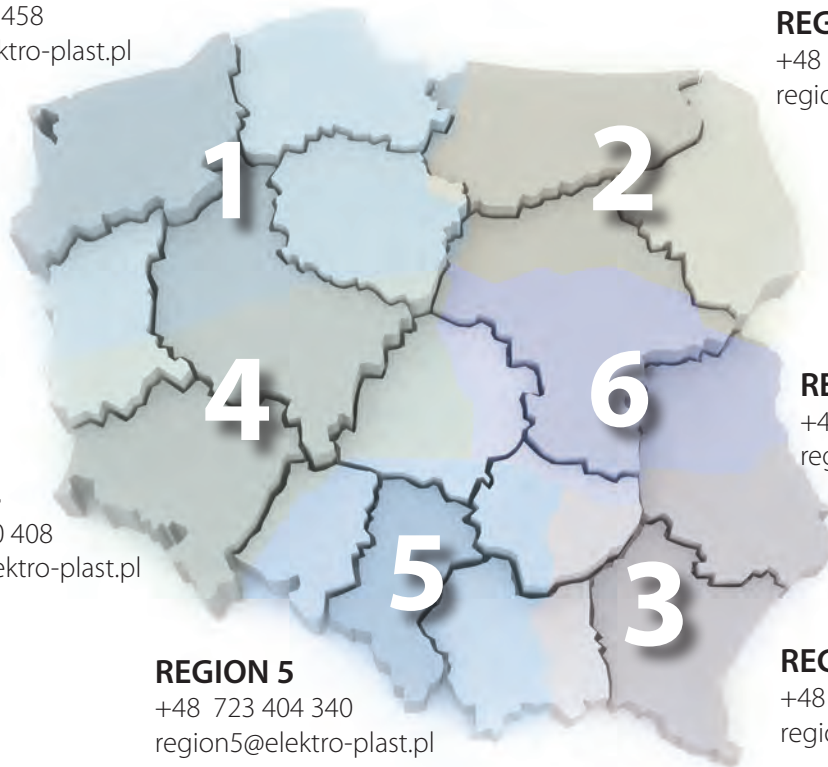 458
ktro-plast.pl
REG
+48
regio
1
2
4
6
RE
+4
reg
0 408
ektro-plast.pl
5
3
REGION 5
+48 723 404 340
region5@elektro-plast.pl
REG
+48
regio